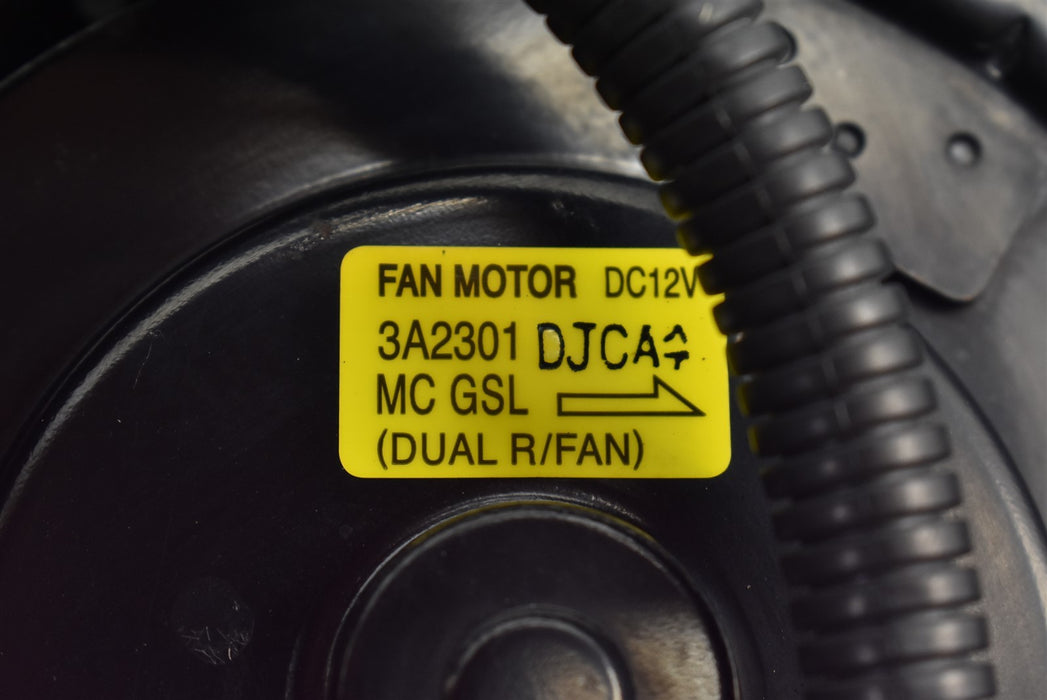 FAN MOTOR DC12V
3A2301 DJCA
MC GSL
(DUAL R/FAN)